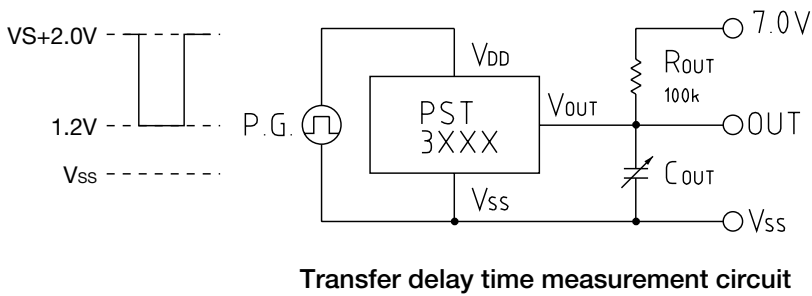 VS+2.0V
1.2V
VSS
P.G.
VDD
PST
3XXX
VOUT
VSS
7.0V
ROUT
100k
OUT
COUT
VSS
Transfer delay time measurement circuit